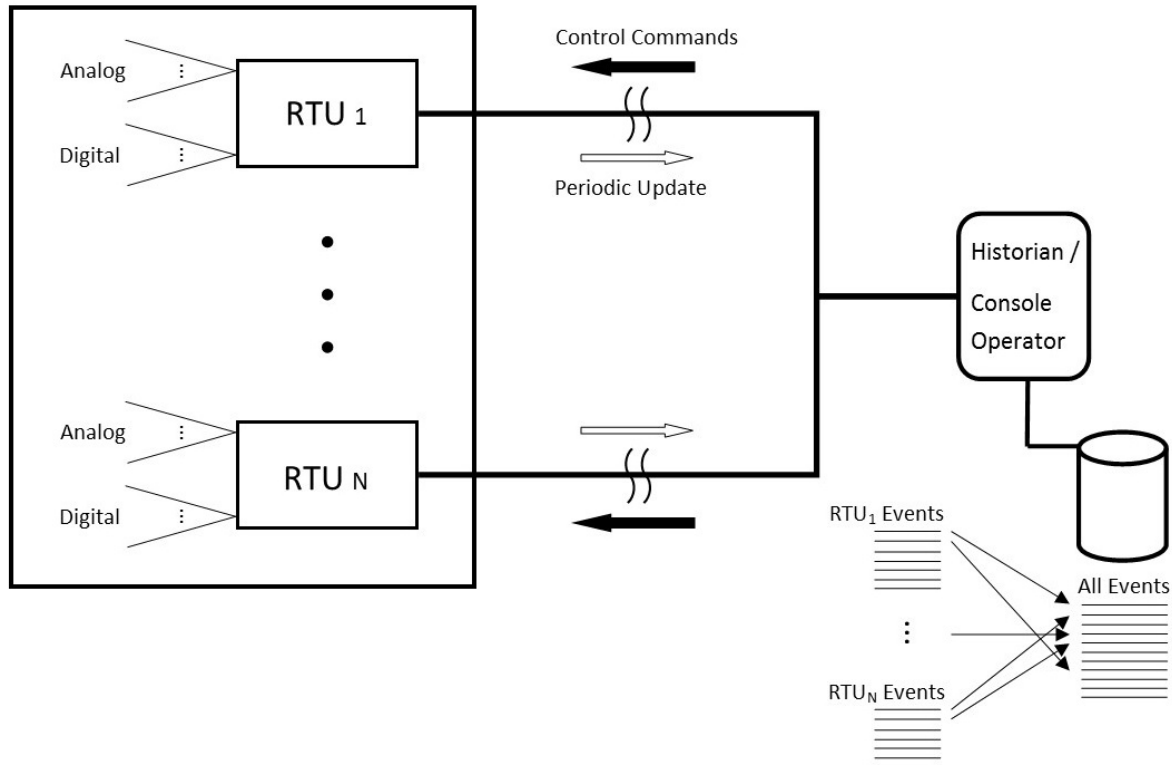 Control Commands
Analog
RTU 1
Digital
Periodic Update
Historian /
Console
Operator
Analog
RTU N
Digital
RTU1 Events
All Events
RTUN Events